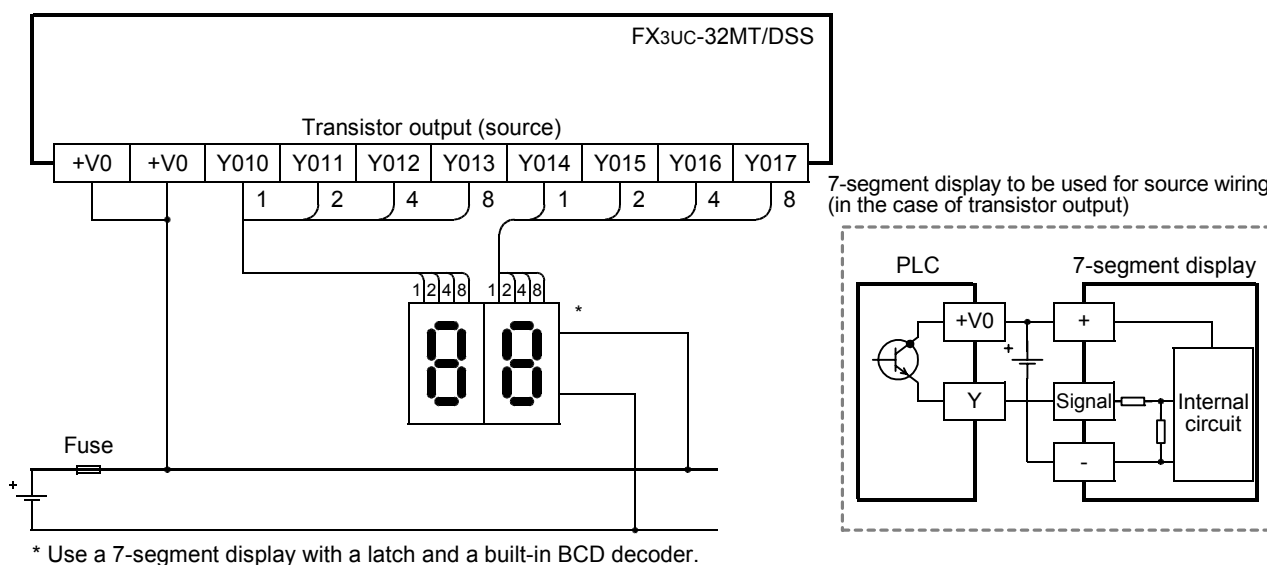 FX3UC-32MT/DSS
Transistor output (source)
+V0 +V0 Y010 Y011 Y012 Y013 Y014 Y015 Y016 Y017
1 2 4 8 1 2 4 8
7-segment display to be used for source wiring
(in the case of transistor output)
1 2 4 8 1 2 4 8
*
PLC 7-segment display
+V0 +
+
Y Signal Internal
circuit
-
Fuse
+
* Use a 7-segment display with a latch and a built-in BCD decoder.